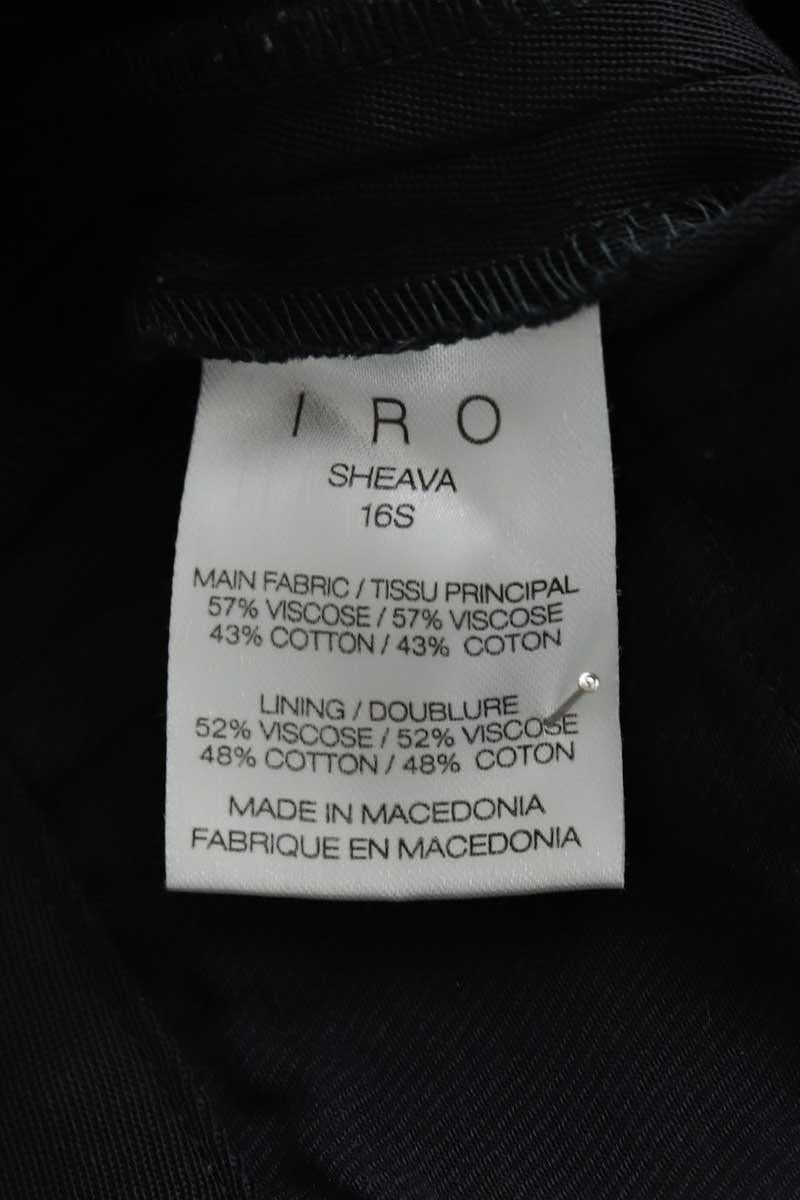 I R O
SHEAVA
16S
MAIN FABRIC / TISSU PRINCIPAL
57% VISCOSE / 57% VISCOSE
43% COTTON / 43% COTON
LINING / DOUBLURE
52% VISCOSE / 52% VISCOSE
48% COTTON / 48% COTON
MADE IN MACEDONIA
FABRIQUE EN MACEDONIA